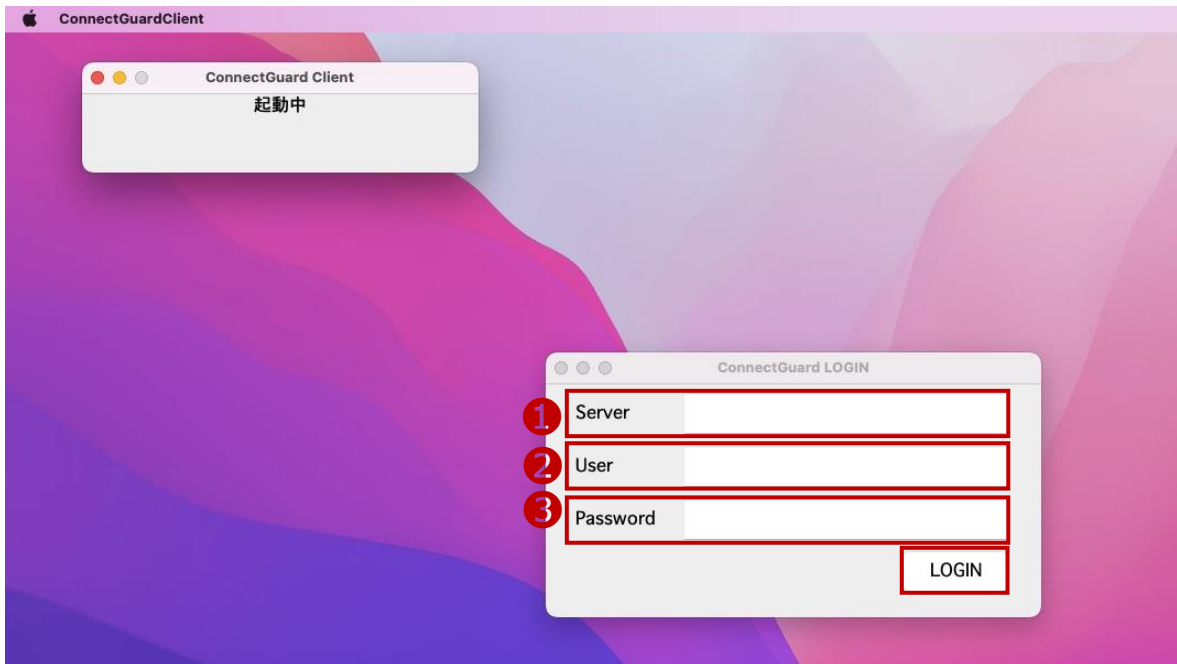 ConnectGuardClient
ConnectGuard Client
起動中
ConnectGuard LOGIN
1 Server
2 User
3 Password
LOGIN